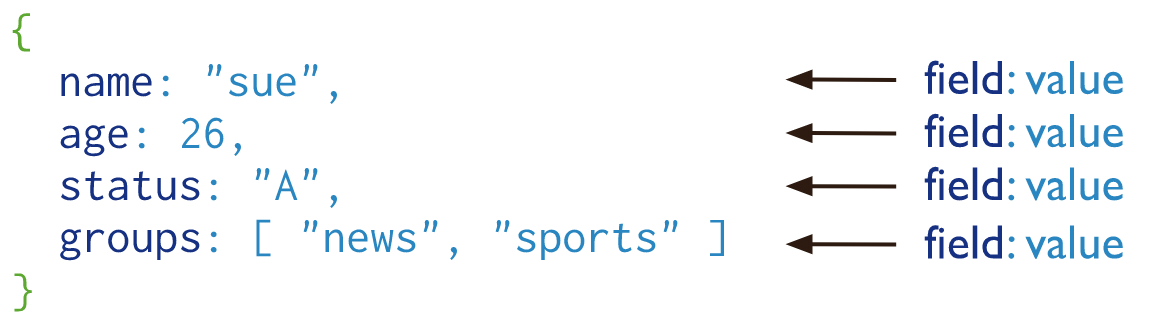 {
name: "sue", field: value
age: 26, field: value
status: "A", field: value
groups: [ "news", "sports" ] field: value
}